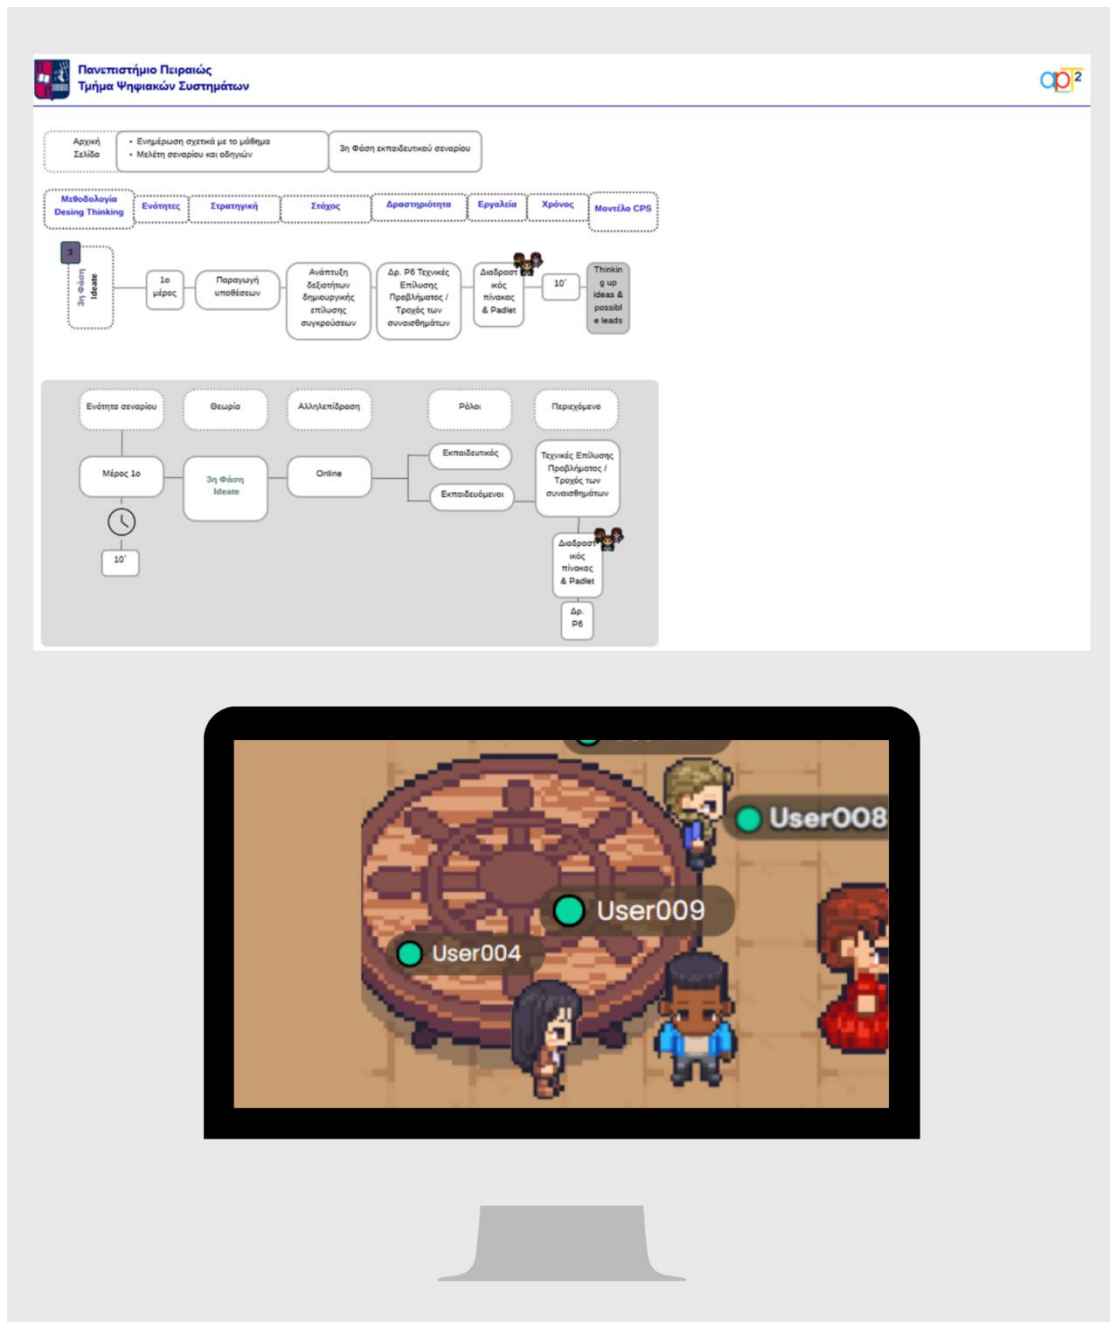 Πανεπιστήμιο Πειραιώς
Τμήμα Ψηφιακών Συστημάτων
apt2
Αρχική
Σελίδα
• Ενημέρωση σχετικά με το μάθημα
• Μελέτη σεναρίου και οδηγιών
3η Φάση εκπαιδευτικού σεναρίου
Μεθοδολογία
Desing Thinking
Ενότητες
Στρατηγική
Στόχος
Δραστηριότητα
Εργαλεία
Χρόνος
Μοντέλο CPS
3
3η Φάση
Ideate
1ο
μέρος
Παραγωγή
υποθέσεων
Ανάπτυξη
δεξιοτήτων
δημιουργικής
επίλυσης
συγκρούσεων
Δρ. P6 Τεχνικές
Επίλυσης
Προβλήματος /
Τροχός των
συναισθημάτων
Διαδραστ
ικός
πίνακας
& Padlet
10΄
Thinkin
g up
ideas &
possibl
e leads
Ενότητα σεναρίου
Θεωρία
Αλληλεπίδραση
Ρόλοι
Περιεχόμενο
Μέρος 1ο
3η Φάση
Ideate
Online
Εκπαιδευτικός
Εκπαιδευόμενοι
Τεχνικές Επίλυσης
Προβλήματος /
Τροχός των
συναισθημάτων
10΄
Διαδραστ
ικός
πίνακας
& Padlet
Δρ.
P6
User008
User009
User004